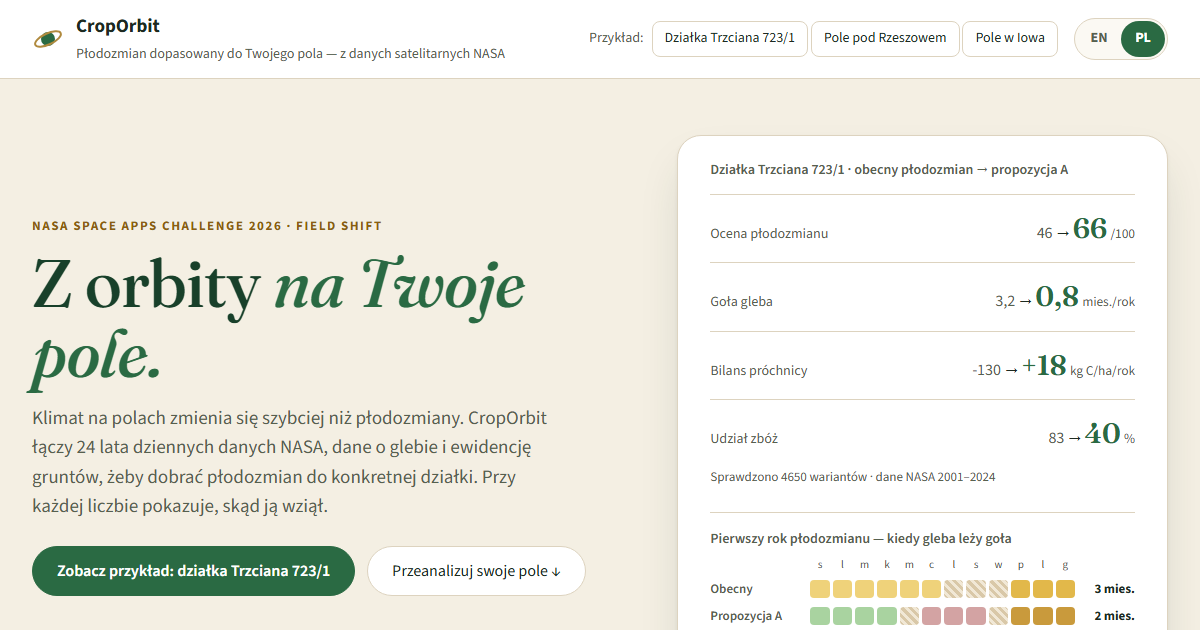 CropOrbit
Płodozmian dopasowany do Twojego pola — z danych satelitarnych NASA
Przykład:
Działka Trzciana 723/1
Pole pod Rzeszowem
Pole w Iowa
EN
PL
NASA SPACE APPS CHALLENGE 2026 · FIELD SHIFT
Z orbity na Twoje
pole.
Klimat na polach zmienia się szybciej niż płodozmiany. CropOrbit
łączy 24 lata dziennych danych NASA, dane o glebie i ewidencję
gruntów, żeby dobrać płodozmian do konkretnej działki. Przy
każdej liczbie pokazuje, skąd ją wziął.
Zobacz przykład: działka Trzciana 723/1
Przeanalizuj swoje pole ↓
Działka Trzciana 723/1 · obecny płodozmian → propozycja A
Ocena płodozmianu 46 → 66 /100
Goła gleba 3,2 → 0,8 mies./rok
Bilans próchnicy -130 → +18 kg C/ha/rok
Udział zbóż 83 → 40 %
Sprawdzono 4650 wariantów · dane NASA 2001–2024
Pierwszy rok płodozmianu — kiedy gleba leży goła
s l m k m c l s w p l g
Obecny 3 mies.
Propozycja A 2 mies.